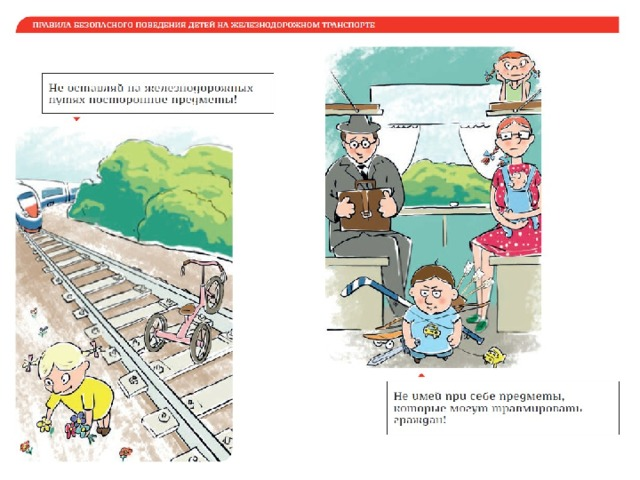 ПРАВИЛА БЕЗОПАСНОГО ПОВЕДЕНИЯ ДЕТЕЙ НА ЖЕЛЕЗНОДОРОЖНОМ ТРАНСПОРТЕ
Не оставляй на железнодорожных
путях посторонние предметы!
Не имей при себе предметы,
которые могут травмировать
граждан!